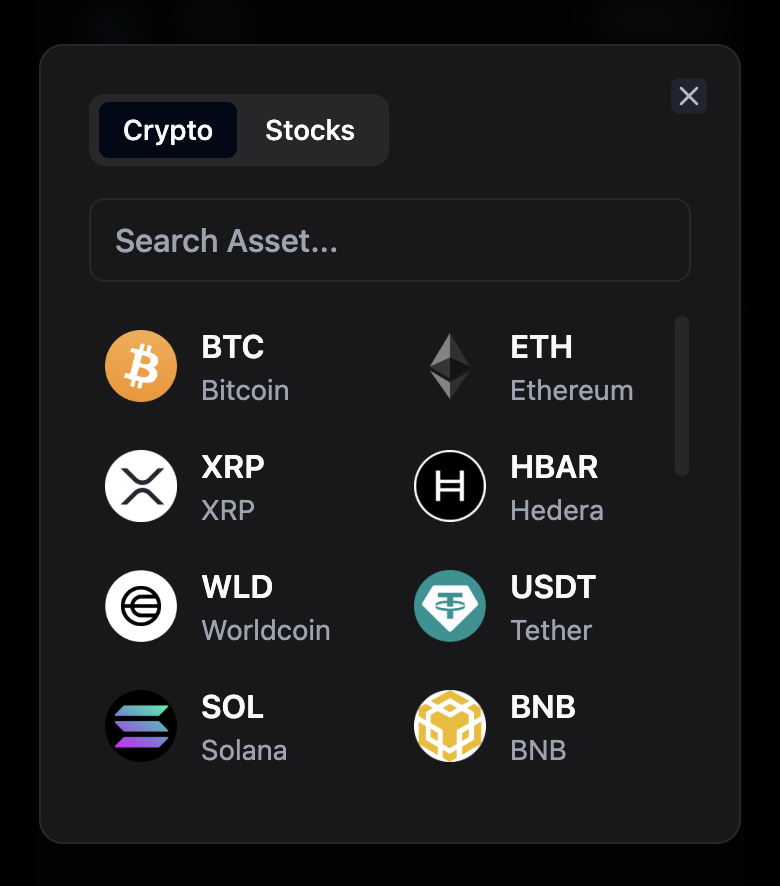 Crypto
Stocks
Search Asset...
BTC
Bitcoin
ETH
Ethereum
XRP
XRP
HBAR
Hedera
WLD
Worldcoin
USDT
Tether
SOL
Solana
BNB
BNB